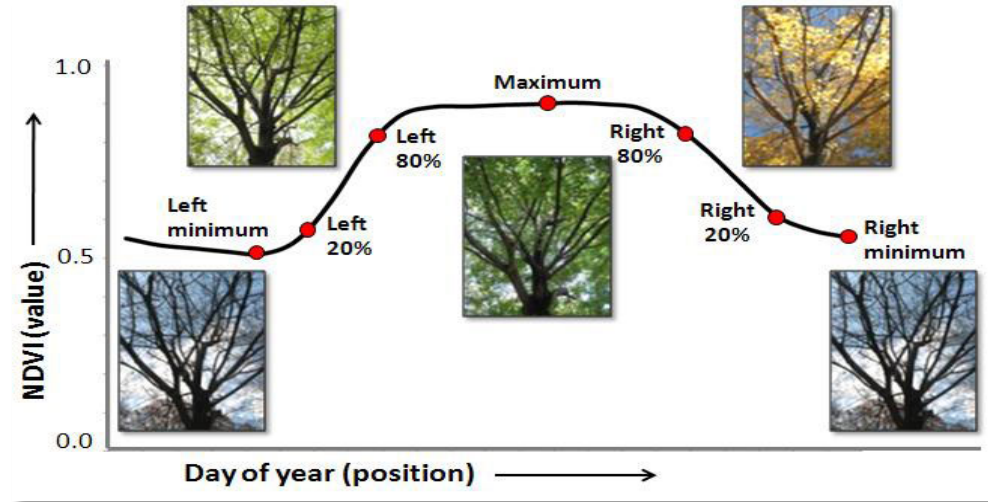 1.0
Maximum
Left
80%
Right
80%
Left
minimum
Left
20%
Right
20%
Right
minimum
0.5
0.0
NDVI (value)
Day of year (position)